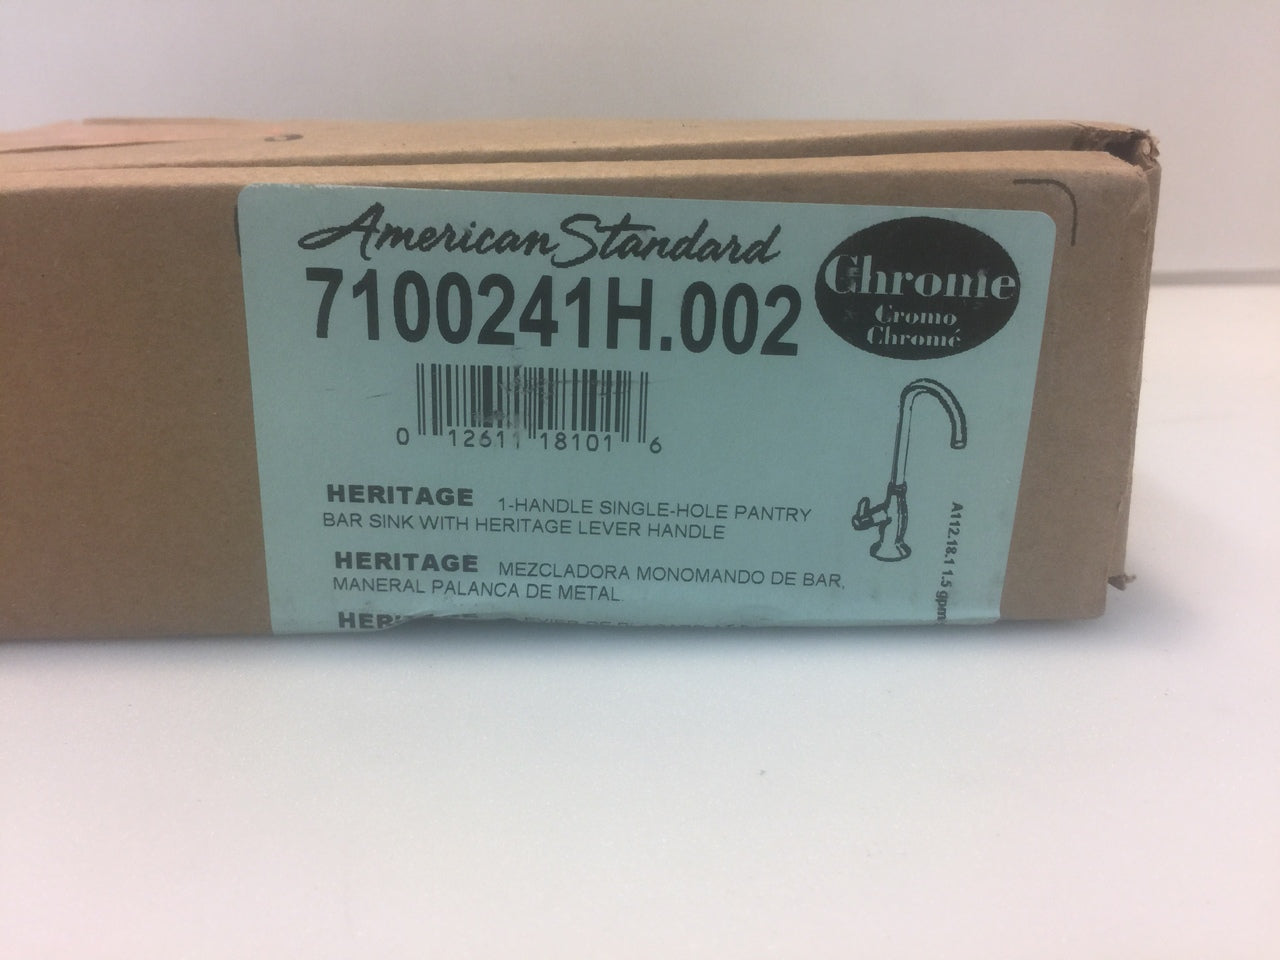 American Standard
7100241H.002
Chrome
Cromo
Chromé
0 12611 18101 6
HERITAGE 1-HANDLE SINGLE-HOLE PANTRY
BAR SINK WITH HERITAGE LEVER HANDLE
HERITAGE MEZCLADORA MONOMANDO DE BAR,
MANERAL PALANCA DE METAL
A112.18.1 1.5 gpm